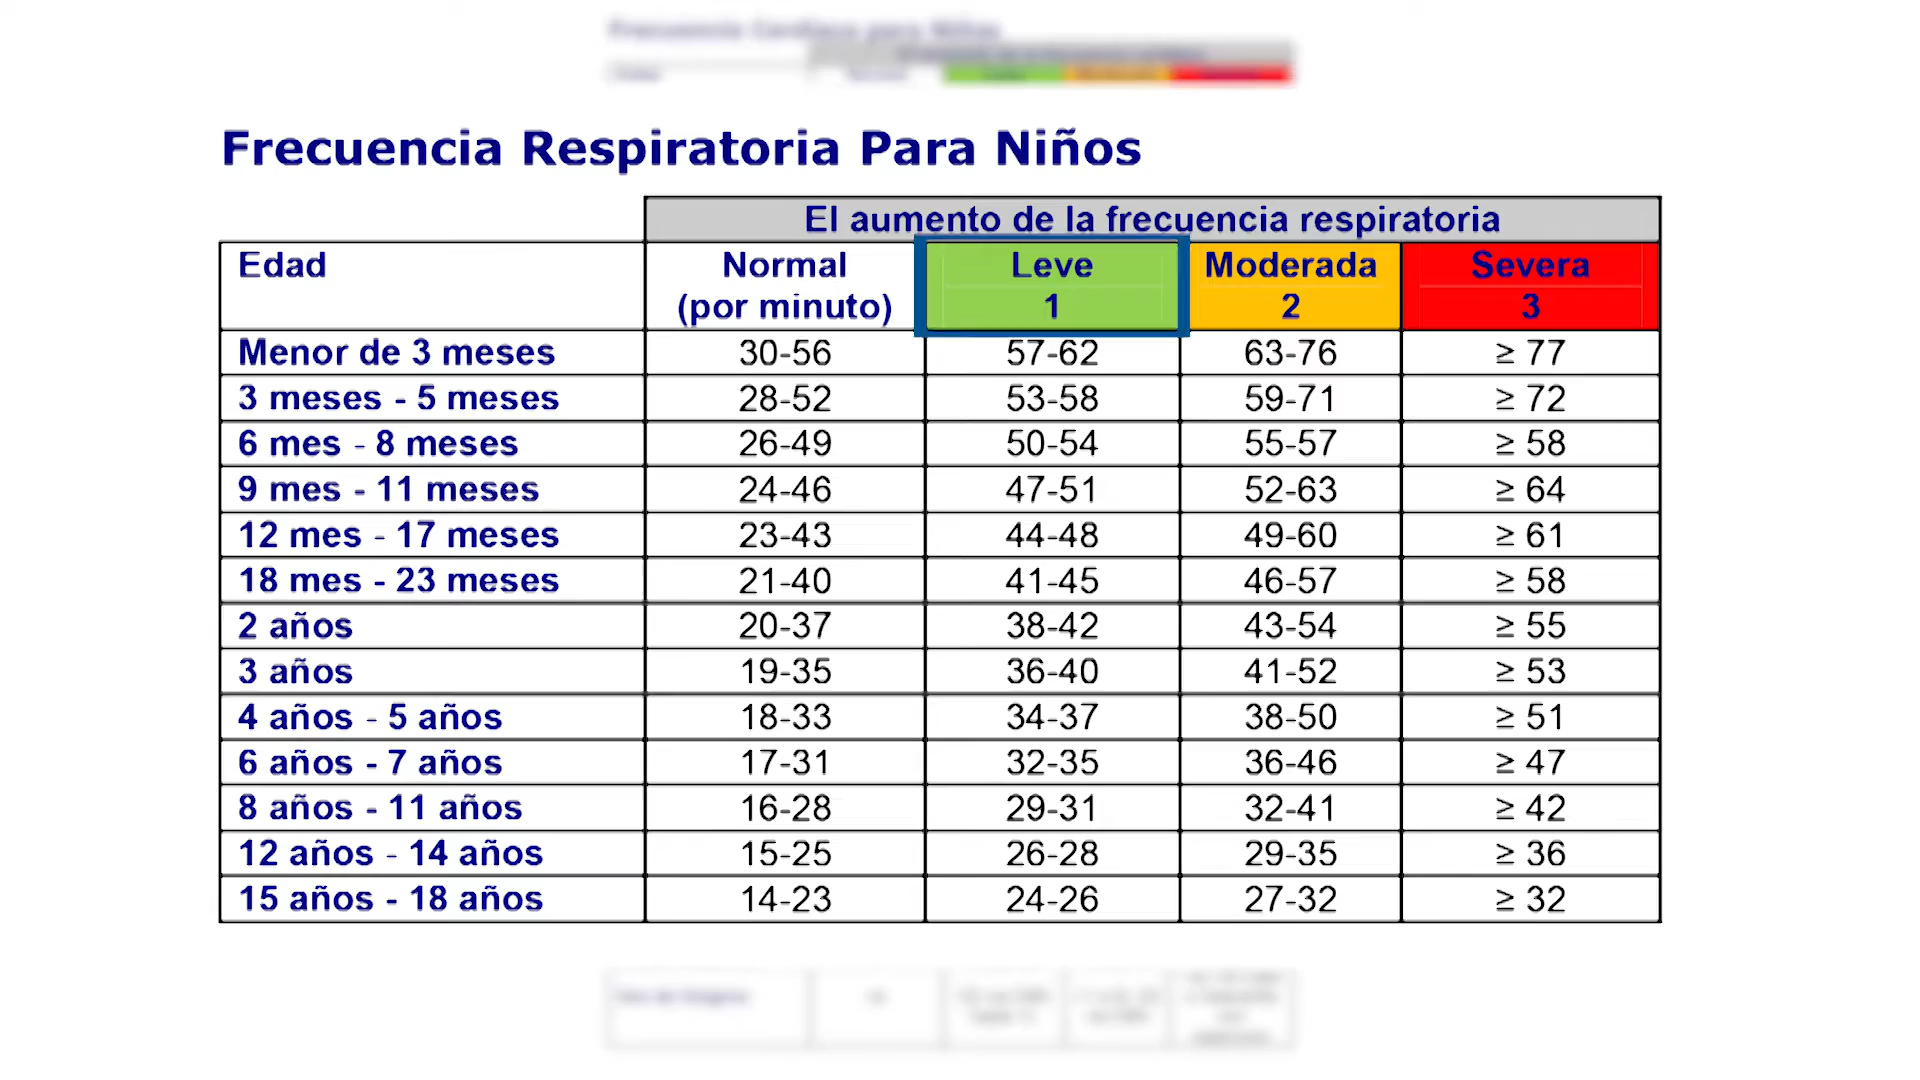 Frecuencia Respiratoria Para Niños
El aumento de la frecuencia respiratoria
Edad Normal Leve Moderada Severa
(por minuto) 1 2 3
Menor de 3 meses 30-56 57-62 63-76 ≥ 77
3 meses - 5 meses 28-52 53-58 59-71 ≥ 72
6 mes - 8 meses 26-49 50-54 55-57 ≥ 58
9 mes - 11 meses 24-46 47-51 52-63 ≥ 64
12 mes - 17 meses 23-43 44-48 49-60 ≥ 61
18 mes - 23 meses 21-40 41-45 46-57 ≥ 58
2 años 20-37 38-42 43-54 ≥ 55
3 años 19-35 36-40 41-52 ≥ 53
4 años - 5 años 18-33 34-37 38-50 ≥ 51
6 años - 7 años 17-31 32-35 36-46 ≥ 47
8 años - 11 años 16-28 29-31 32-41 ≥ 42
12 años - 14 años 15-25 26-28 29-35 ≥ 36
15 años - 18 años 14-23 24-26 27-32 ≥ 32